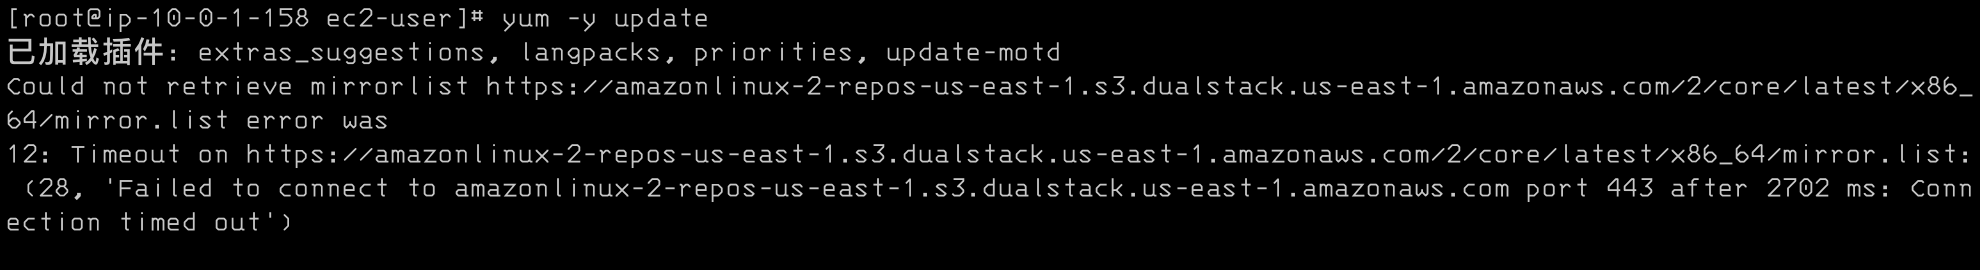 [root@ip-10-0-1-158 ec2-user]# yum -y update
已加载插件：extras_suggestions, langpacks, priorities, update-motd
Could not retrieve mirrorlist https://amazonlinux-2-repos-us-east-1.s3.dualstack.us-east-1.amazonaws.com/2/core/latest/x86_
64/mirror.list error was
12: Timeout on https://amazonlinux-2-repos-us-east-1.s3.dualstack.us-east-1.amazonaws.com/2/core/latest/x86_64/mirror.list:
 (28, 'Failed to connect to amazonlinux-2-repos-us-east-1.s3.dualstack.us-east-1.amazonaws.com port 443 after 2702 ms: Conn
ection timed out')